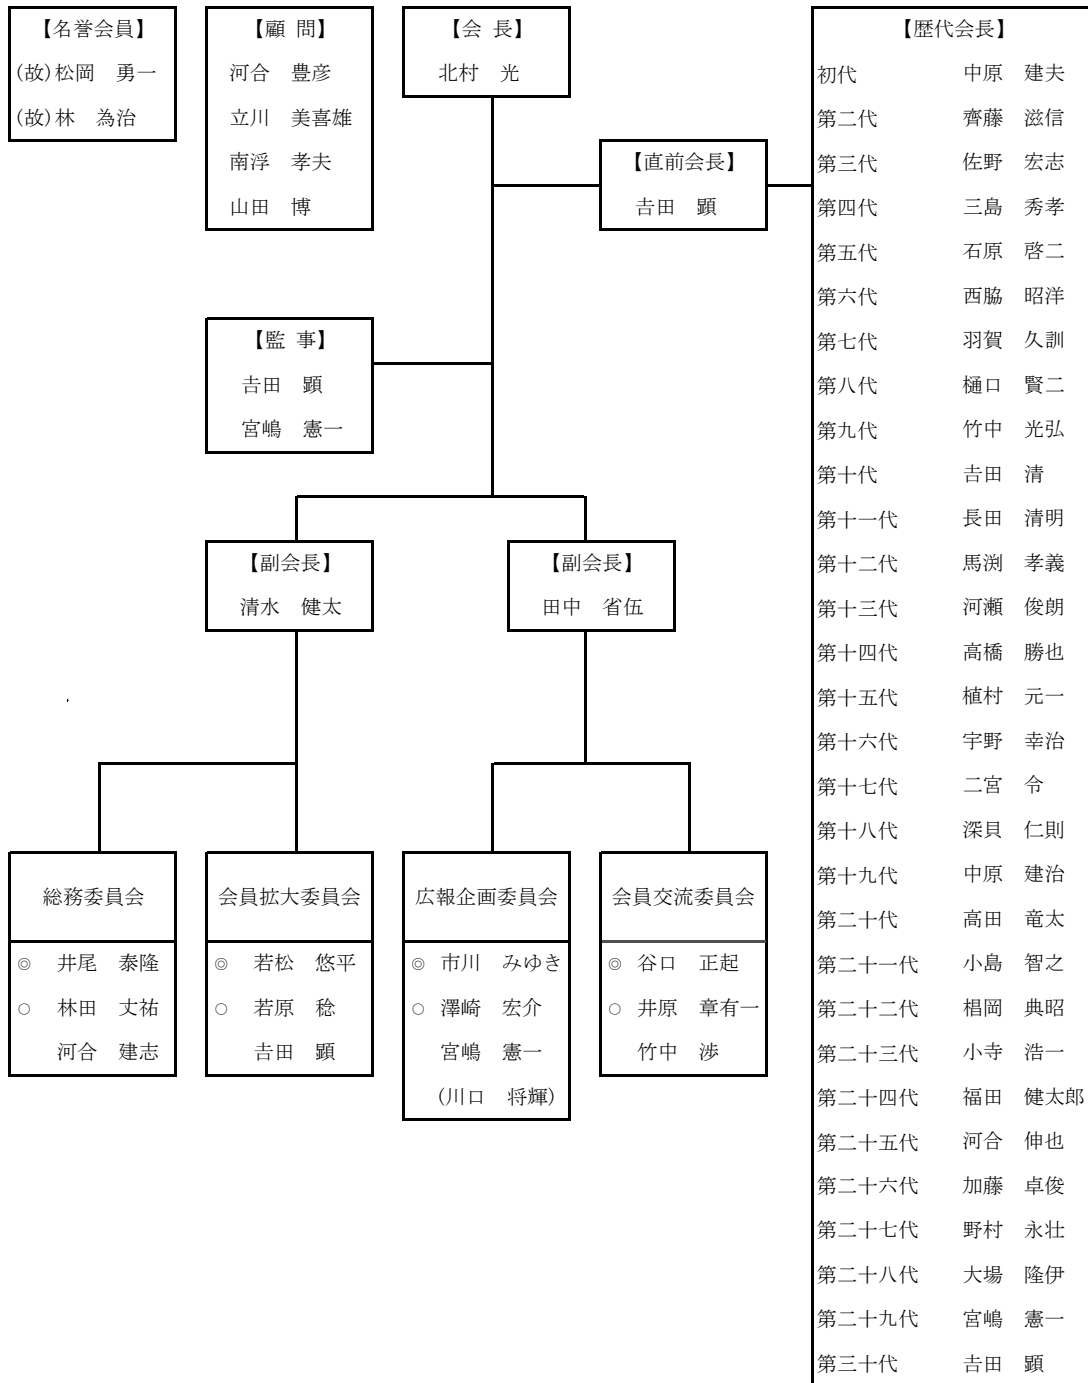 【名誉会員】
(故)松岡　勇一
(故)林　為治
【顧 問】
河合　豊彦
立川　美喜雄
南浮　孝夫
山田　博
【会 長】
北村　光
【直前会長】
𠮷田　顕
【監 事】
𠮷田　顕
宮嶋　憲一
【副会長】
清水　健太
【副会長】
田中　省伍
総務委員会
◎　井尾　泰隆
○　林田　丈祐
河合　建志
会員拡大委員会
◎　若松　悠平
○　若原　稔
𠮷田　顕
広報企画委員会
◎　市川　みゆき
○　澤崎　宏介
宮嶋　憲一
(川口　将輝)
会員交流委員会
◎　谷口　正起
○　井原　章有一
竹中　渉
【歴代会長】
初代　中原　建夫
第二代　齊藤　滋信
第三代　佐野　宏志
第四代　三島　秀孝
第五代　石原　啓二
第六代　西脇　昭洋
第七代　羽賀　久訓
第八代　樋口　賢二
第九代　竹中　光弘
第十代　𠮷田　清
第十一代　長田　清明
第十二代　馬渕　孝義
第十三代　河瀬　俊朗
第十四代　高橋　勝也
第十五代　植村　元一
第十六代　宇野　幸治
第十七代　二宮　令
第十八代　深貝　仁則
第十九代　中原　建治
第二十代　高田　竜太
第二十一代　小島　智之
第二十二代　椙岡　典昭
第二十三代　小寺　浩一
第二十四代　福田　健太郎
第二十五代　河合　伸也
第二十六代　加藤　卓俊
第二十七代　野村　永壮
第二十八代　大場　隆伊
第二十九代　宮嶋　憲一
第三十代　𠮷田　顕